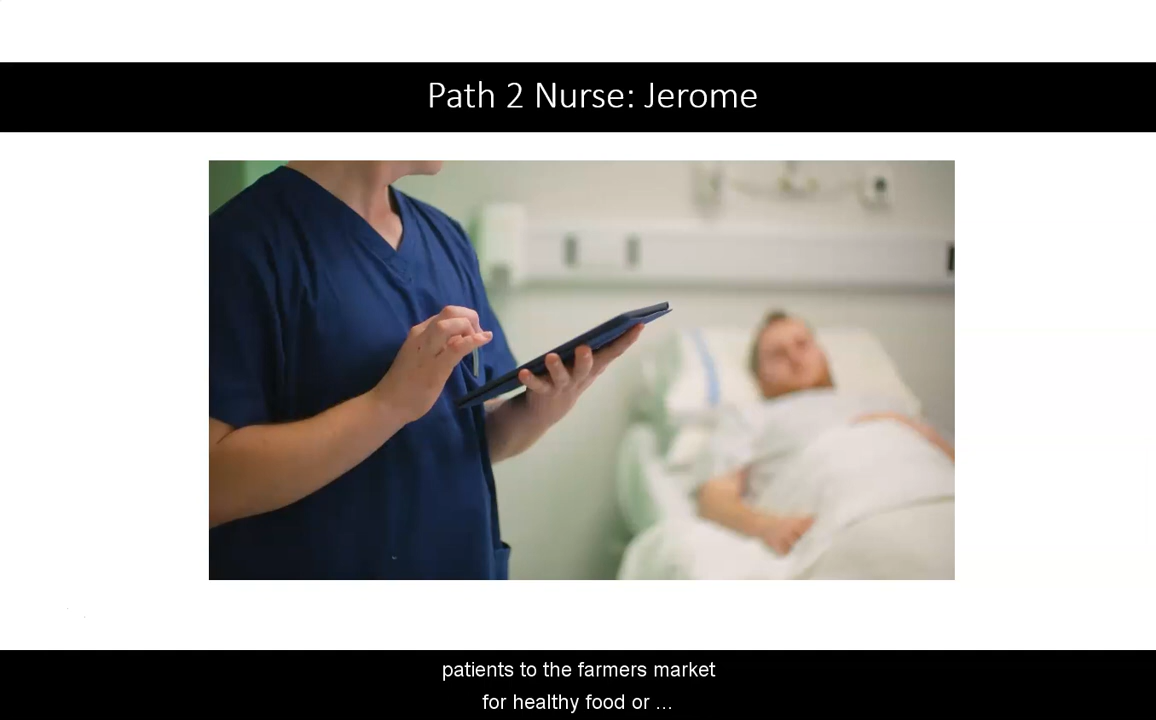 Path 2 Nurse: Jerome
patients to the farmers market
for healthy food or ...